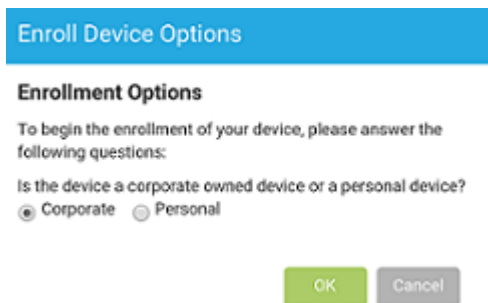 Enroll Device Options
Enrollment Options
To begin the enrollment of your device, please answer the
following questions:
Is the device a corporate owned device or a personal device?
Corporate Personal
OK Cancel